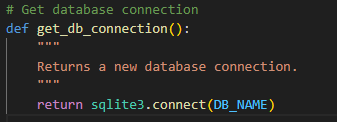 # Get database connection
def get_db_connection():
    """
    Returns a new database connection.
    """
    return sqlite3.connect(DB_NAME)